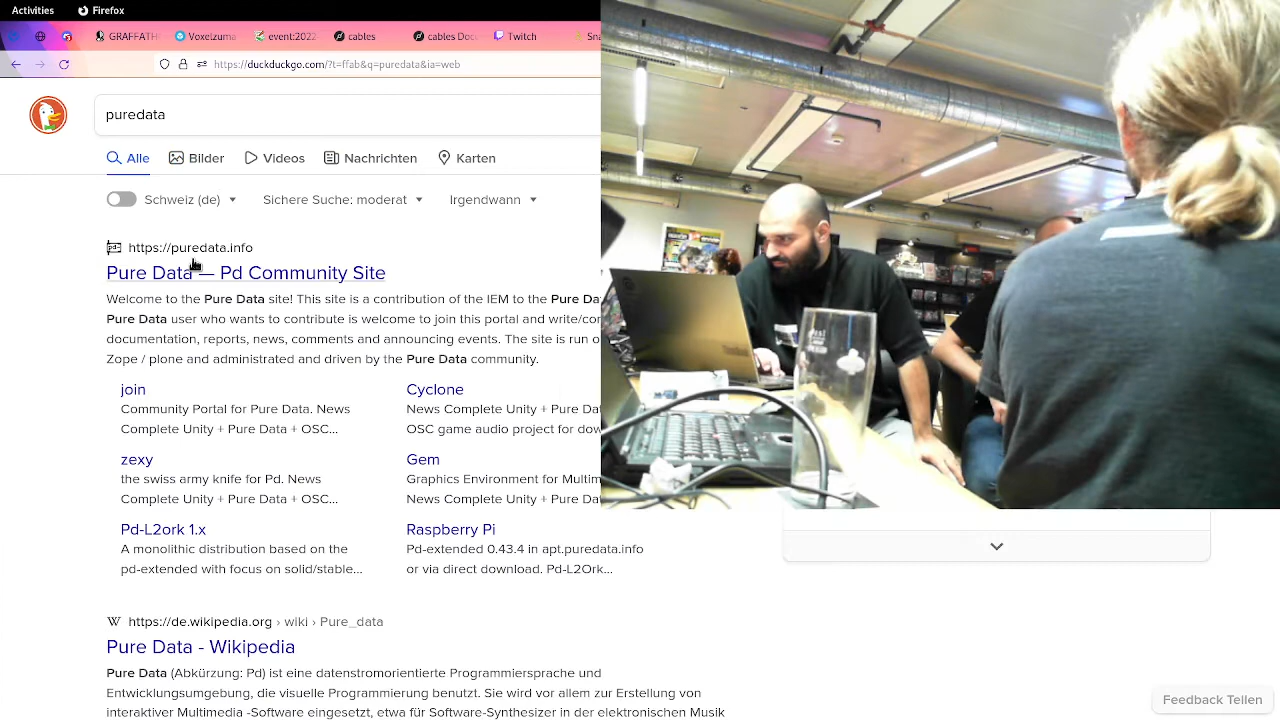 Activities Firefox
GRAFFATH Voxelzume event:2022 cables cables Doc Twitch Sna
https://duckduckgo.com/?t=ffab&q=puredata&ia=web
puredata
Alle Bilder Videos Nachrichten Karten
Schweiz (de) Sichere Suche: moderat Irgendwann
https://puredata.info
Pure Data — Pd Community Site
Welcome to the Pure Data site! This site is a contribution of the IEM to the Pure Da
Pure Data user who wants to contribute is welcome to join this portal and write/cor
documentation, report news, comments and announcing events. The site is run o
Zope / plone and administrated and driven by the Pure Data community.
join
Community Portal for Pure Data. News
Complete Unity + Pure Data + OSC...
Cyclone
News Complete Unity + Pure Dat
OSC game audio project for dow
zexy
the swiss army knife for Pd. News
Complete Unity + Pure Data + OSC...
Gem
Graphics Environment for Multim
News Complete Unity + Pure Dat
Pd-L2ork 1.x
A monolithic distribution based on the
pd-extended with focus on solid/stable...
Raspberry Pi
Pd-extended 0.43.4 in apt.puredata.info
or via direct download. Pd-L2Ork...
W https://de.wikipedia.org › wiki › Pure_data
Pure Data - Wikipedia
Pure Data (Abkürzung: Pd) ist eine datenstromorientierte Programmiersprache und
Entwicklungsumgebung, die visuelle Programmierung benutzt. Sie wird vor allem zur Erstellung von
interaktiver Multimedia -Software eingesetzt, etwa für Software-Synthesizer in der elektronischen Musik
Feedback Teilen